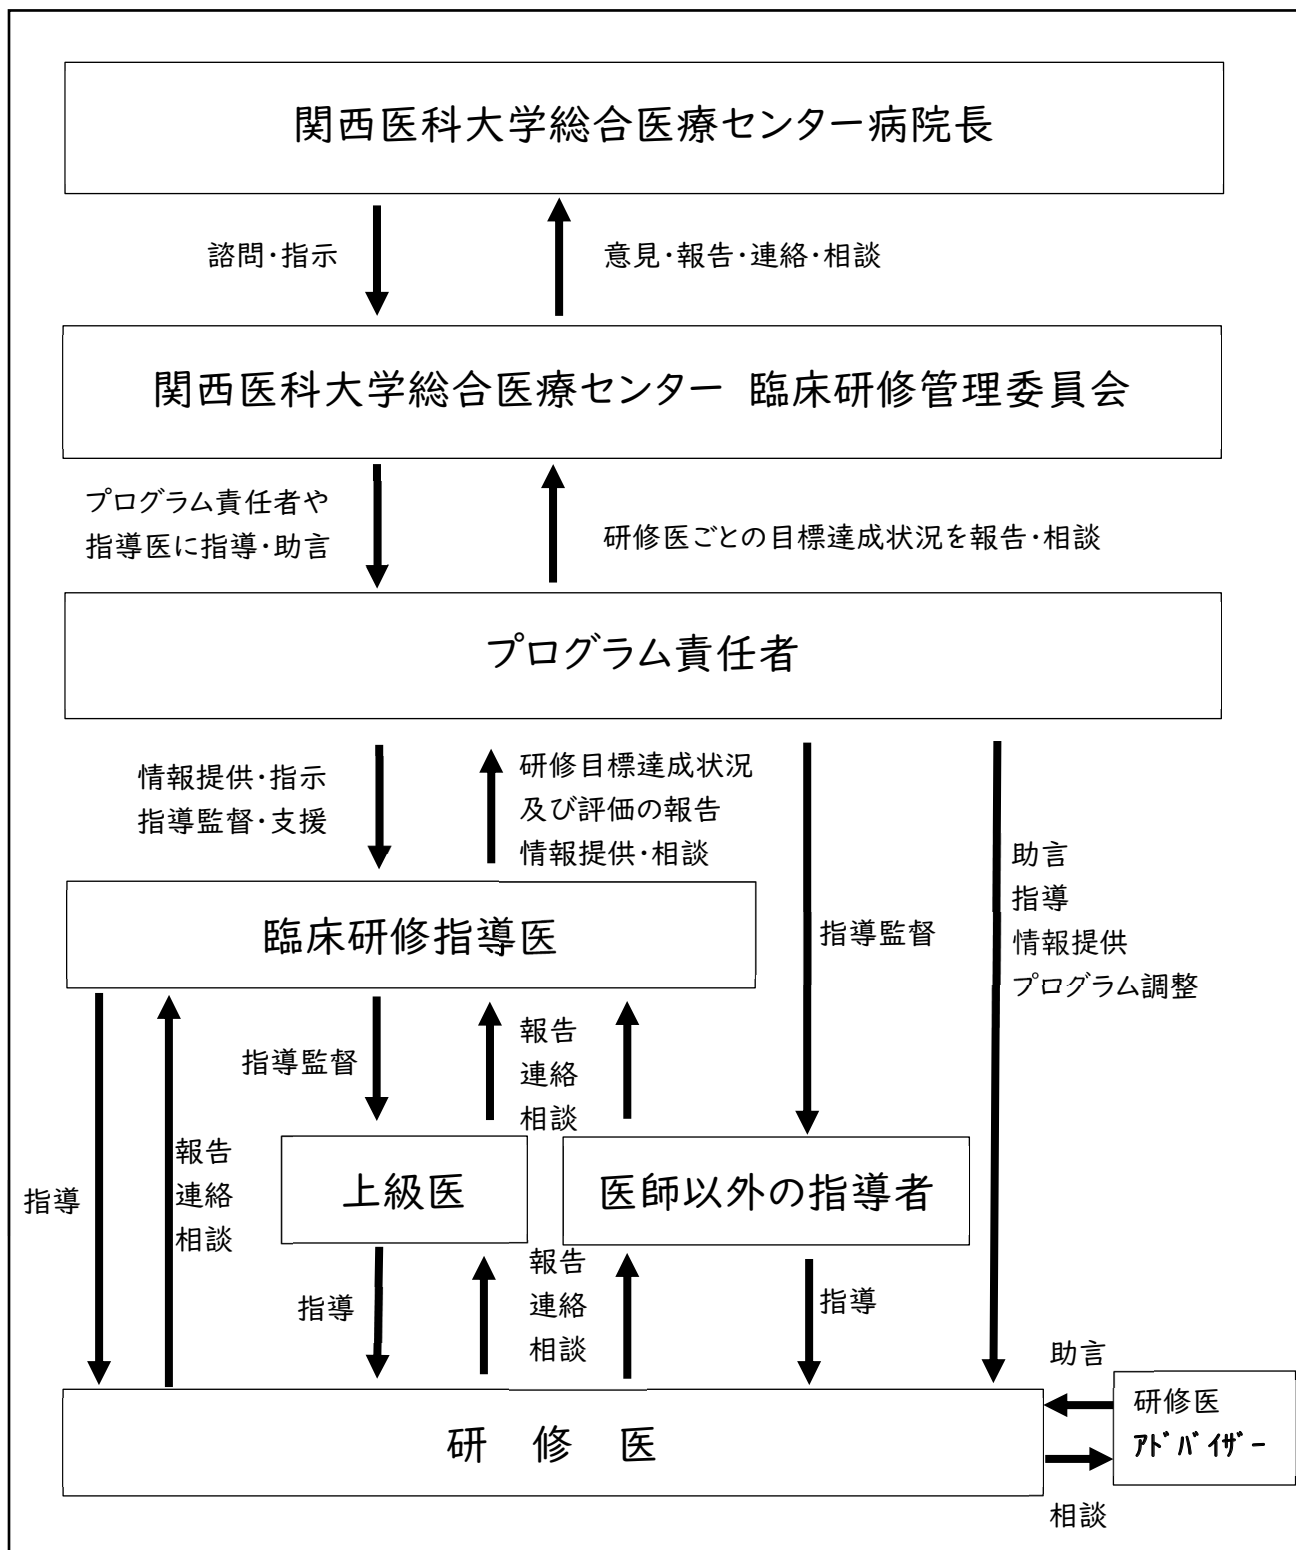 関西医科大学総合医療センター病院長
諮問・指示
意見・報告・連絡・相談
関西医科大学総合医療センター 臨床研修管理委員会
プログラム責任者や
指導医に指導・助言
研修医ごとの目標達成状況を報告・相談
プログラム責任者
情報提供・指示
指導監督・支援
研修目標達成状況
及び評価の報告
情報提供・相談
助言
指導
情報提供
プログラム調整
指導監督
臨床研修指導医
指導監督
報告
連絡
相談
指導
報告
連絡
相談
上級医
医師以外の指導者
指導
報告
連絡
相談
指導
研 修 医
助言
研修医
ｱﾄﾞﾊﾞｲｻﾞｰ
相談